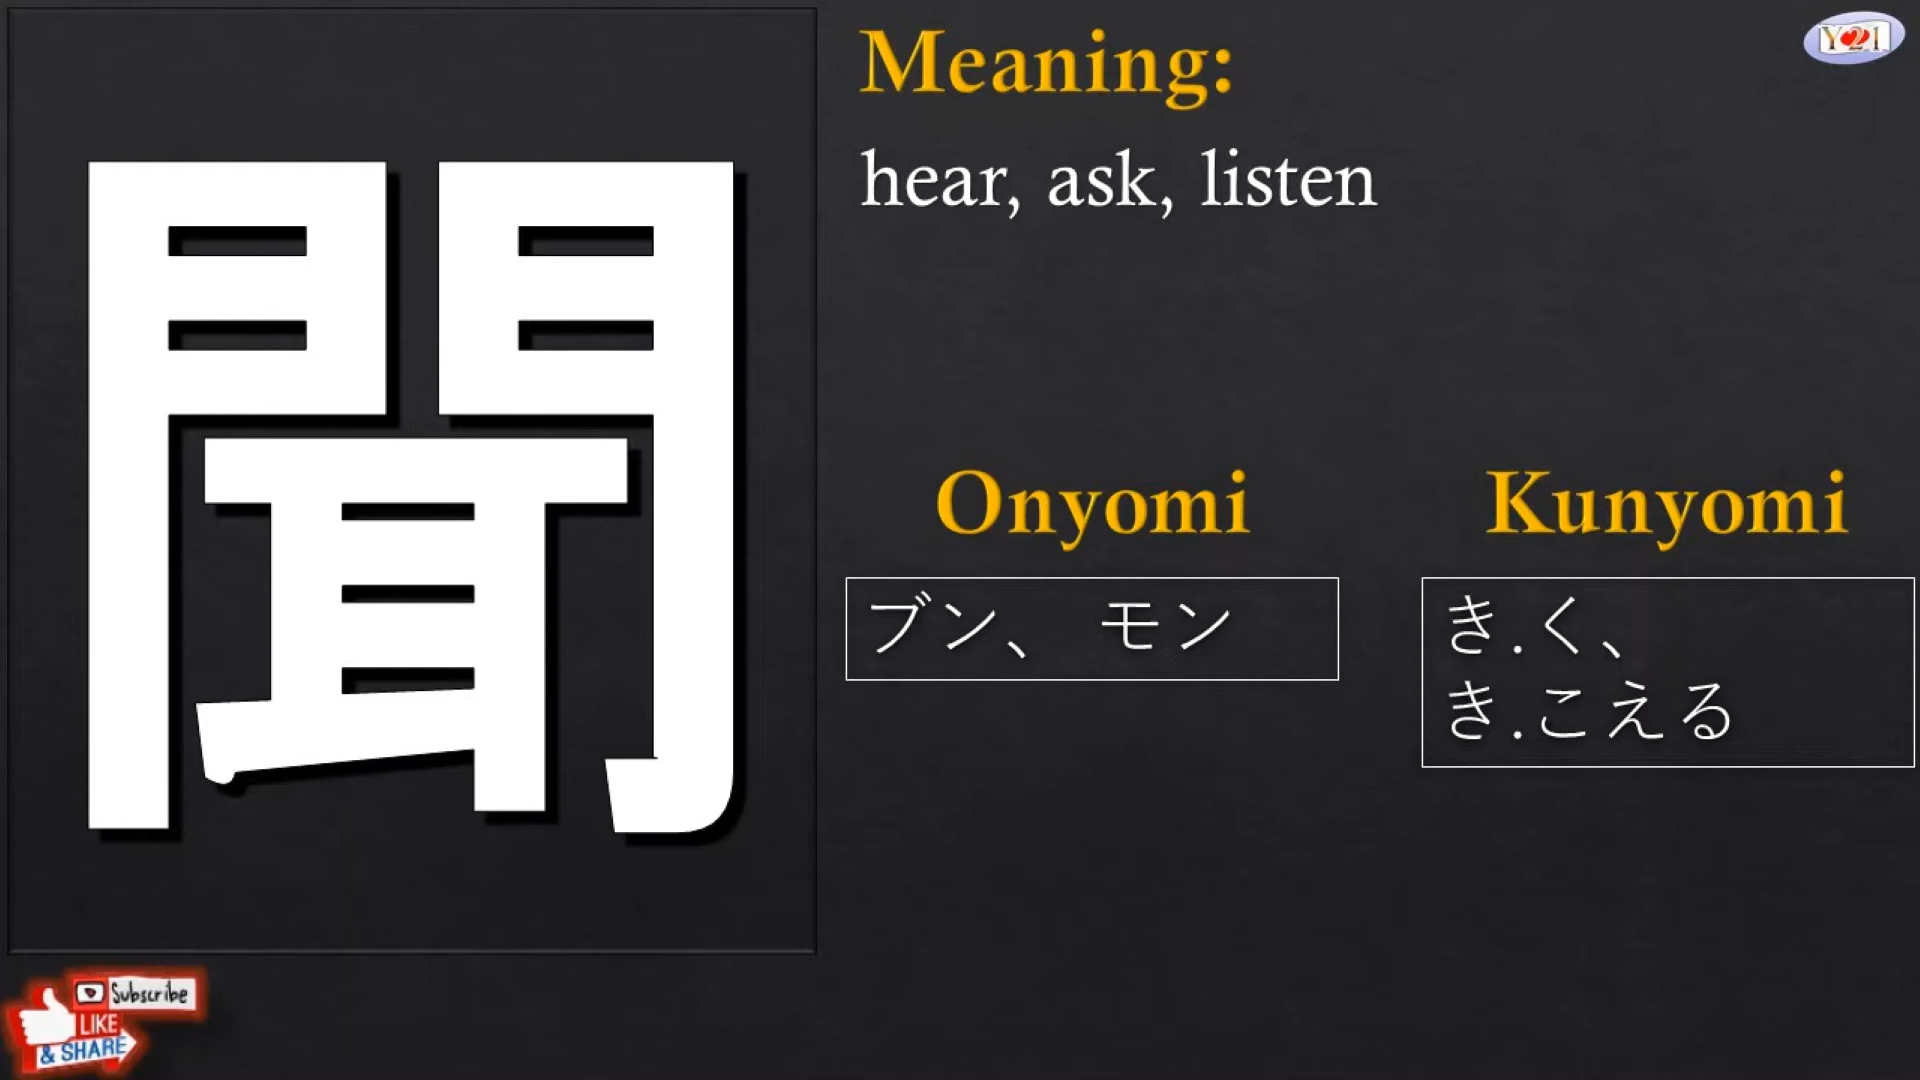 聞
Meaning:
hear, ask, listen
Onyomi
ブン、 モン
Kunyomi
き.く、
き.こえる
Y21
Subscribe
LIKE
& SHARE